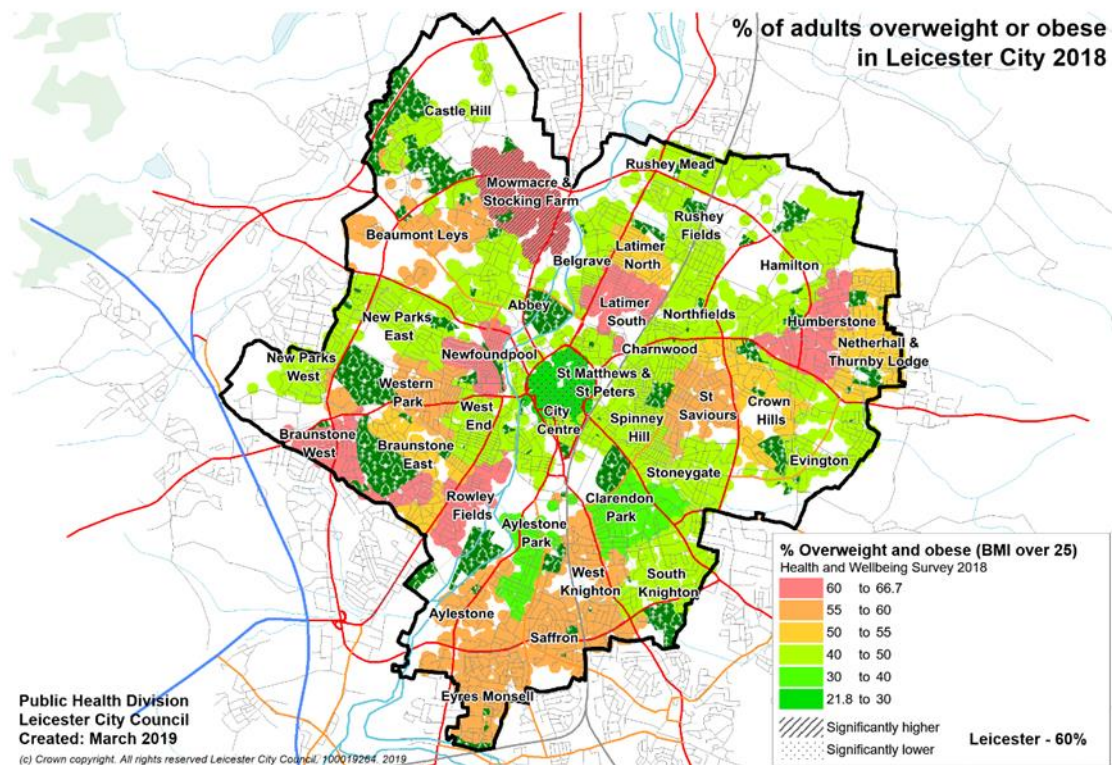 % of adults overweight or obese
in Leicester City 2018
Castle Hill
Rushey Mead
Mowmacre &
Stocking Farm
Rushey
Fields
Beaumont Leys
Latimer
North
Belgrave
Hamilton
Abbey
Latimer
South
Northfields
New Parks
East
Humberstone
Newfoundpool
Charnwood
Netherhall &
Thurnby Lodge
New Parks
West
St Matthews &
St Peters
Western
Park
St
Saviours
Crown
Hills
West
End
City
Centre
Spinney
Hill
Braunstone
West
Braunstone
East
Evington
Stoneygate
Rowley
Fields
Clarendon
Park
Aylestone
Park
West
Knighton
South
Knighton
Aylestone
Saffron
Eyres Monsell
% Overweight and obese (BMI over 25)
Health and Wellbeing Survey 2018
60 to 66.7
55 to 60
50 to 55
40 to 50
30 to 40
21.8 to 30
Significantly higher
Significantly lower
Leicester - 60%
Public Health Division
Leicester City Council
Created: March 2019
(c) Crown copyright. All rights reserved Leicester City Council, 100019264. 2019